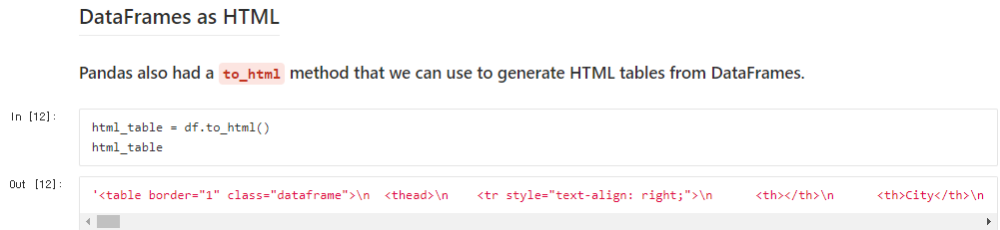 DataFrames as HTML
Pandas also had a to_html method that we can use to generate HTML tables from DataFrames.
In [12]:
html_table = df.to_html()
html_table
Out [12]:
'<table border="1" class="dataframe">\n  <thead>\n    <tr style="text-align: right;">\n      <th></th>\n      <th>City</th>\n